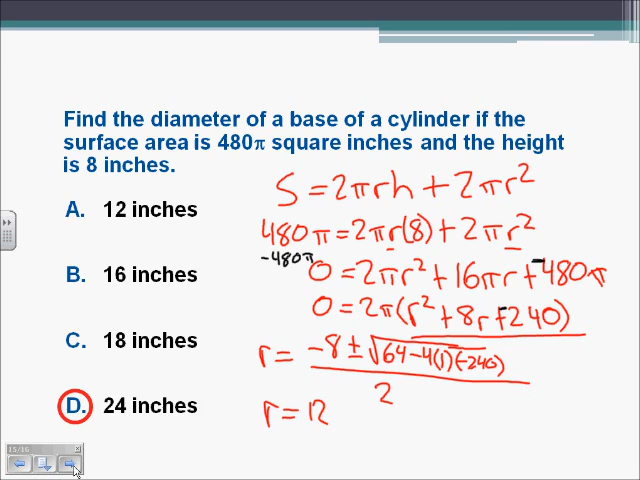 Find the diameter of a base of a cylinder if the
surface area is 480π square inches and the height
is 8 inches.
S = 2πrh + 2πr²
A. 12 inches
480π = 2πr(8) + 2πr²
-480π
B. 16 inches
0 = 2πr² + 16πr + -480π
0 = 2π(r² + 8r - 240)
C. 18 inches
r = -8 ± √64 - 4(1)(-240)
2
D. 24 inches
r = 12
15/16